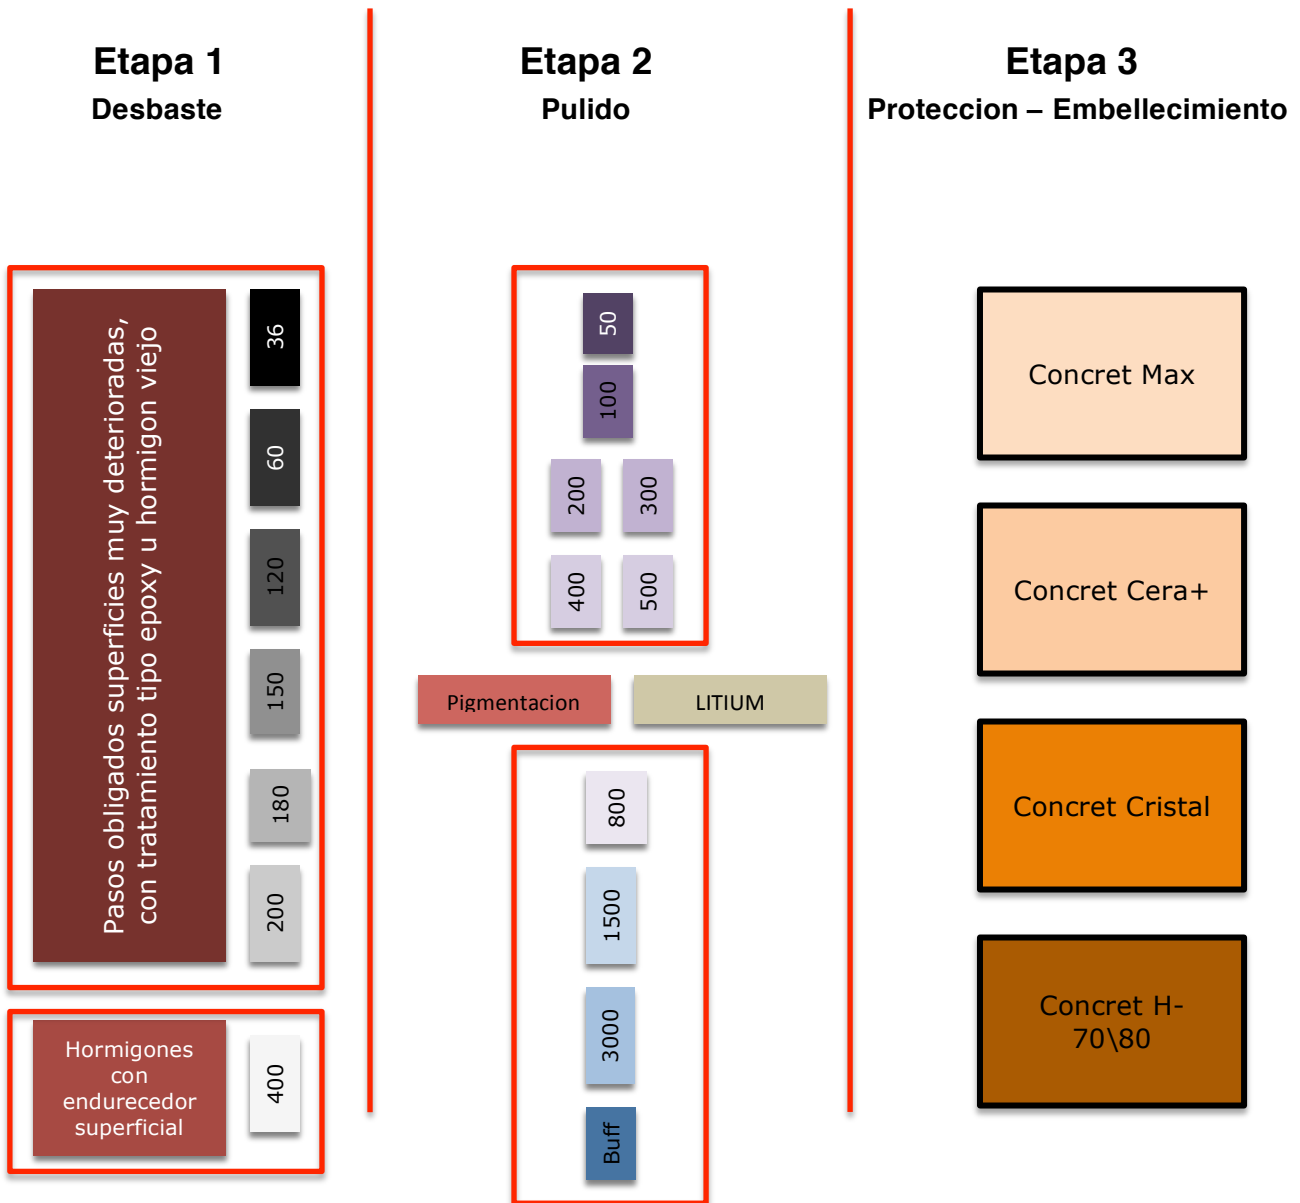 Etapa 1
Desbaste
Pasos obligados superficies muy deterioradas,
con tratamiento tipo epoxy u hormigon viejo
36
60
120
150
180
200
Hormigones
con
endurecedor
superficial
400
Etapa 2
Pulido
50
100
200
300
400
500
Pigmentacion
LITIUM
800
1500
3000
Buff
Etapa 3
Proteccion – Embellecimiento
Concret Max
Concret Cera+
Concret Cristal
Concret H-
70\80